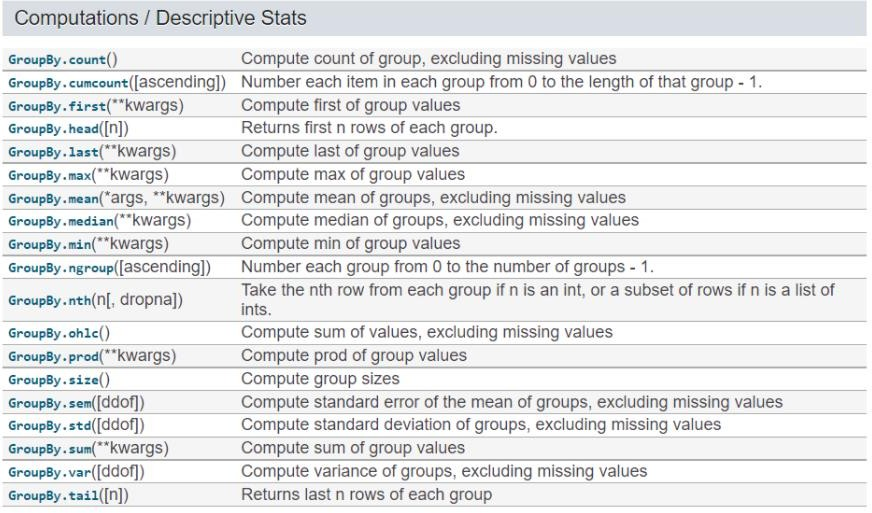 Computations / Descriptive Stats
GroupBy.count() Compute count of group, excluding missing values
GroupBy.cumcount([ascending]) Number each item in each group from 0 to the length of that group - 1.
GroupBy.first(**kwargs) Compute first of group values
GroupBy.head([n]) Returns first n rows of each group.
GroupBy.last(**kwargs) Compute last of group values
GroupBy.max(**kwargs) Compute max of group values
GroupBy.mean(*args, **kwargs) Compute mean of groups, excluding missing values
GroupBy.median(**kwargs) Compute median of groups, excluding missing values
GroupBy.min(**kwargs) Compute min of group values
GroupBy.ngroup([ascending]) Number each group from 0 to the number of groups - 1.
GroupBy.nth(n[, dropna]) Take the nth row from each group if n is an int, or a subset of rows if n is a list of
ints.
GroupBy.ohlc() Compute sum of values, excluding missing values
GroupBy.prod(**kwargs) Compute prod of group values
GroupBy.size() Compute group sizes
GroupBy.sem([ddof]) Compute standard error of the mean of groups, excluding missing values
GroupBy.std([ddof]) Compute standard deviation of groups, excluding missing values
GroupBy.sum(**kwargs) Compute sum of group values
GroupBy.var([ddof]) Compute variance of groups, excluding missing values
GroupBy.tail([n]) Returns last n rows of each group